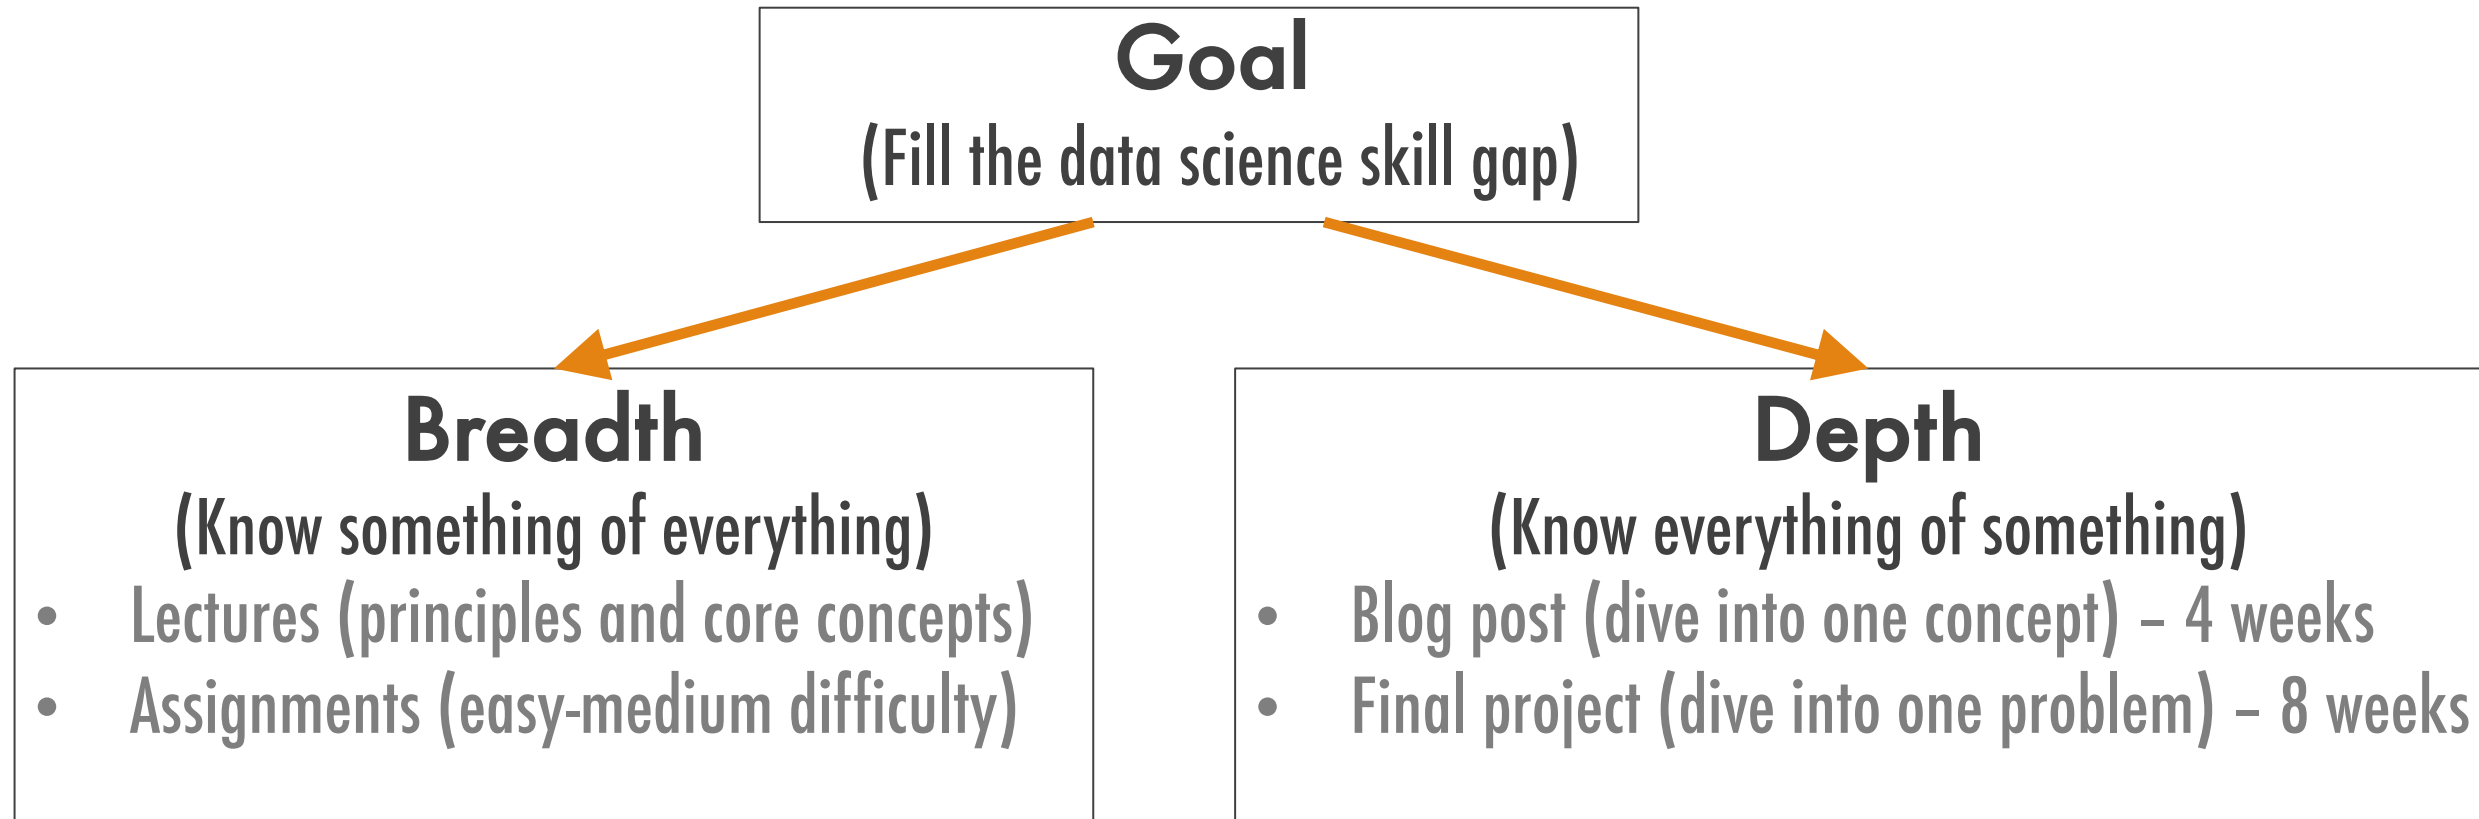 Goal
(Fill the data science skill gap)
Breadth
(Know something of everything)
• Lectures (principles and core concepts)
• Assignments (easy-medium difficulty)
Depth
(Know everything of something)
• Blog post (dive into one concept) – 4 weeks
• Final project (dive into one problem) – 8 weeks